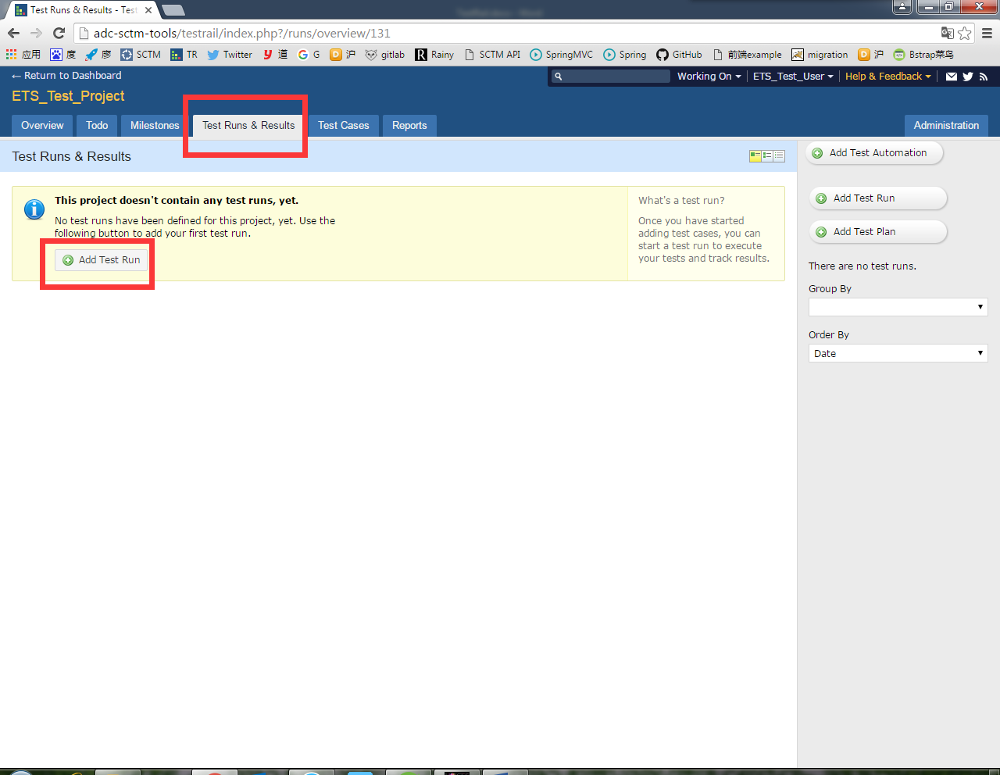 Test Runs & Results - Test
adc-sctm-tools/testrail/index.php?/runs/overview/131
应用 度 廖 SCTM TR Twitter 道 G 沪 gitlab Rainy SCTM API SpringMVC Spring GitHub 前端example migration 沪 Bstrap菜鸟
← Return to Dashboard
Working On ETS_Test_User Help & Feedback
ETS_Test_Project
Overview Todo Milestones Test Runs & Results Test Cases Reports Administration
Test Runs & Results
This project doesn't contain any test runs, yet.
No test runs have been defined for this project, yet. Use the
following button to add your first test run.
Add Test Run
What's a test run?
Once you have started
adding test cases, you can
start a test run to execute
your tests and track results.
Add Test Automation
Add Test Run
Add Test Plan
There are no test runs.
Group By
Order By
Date